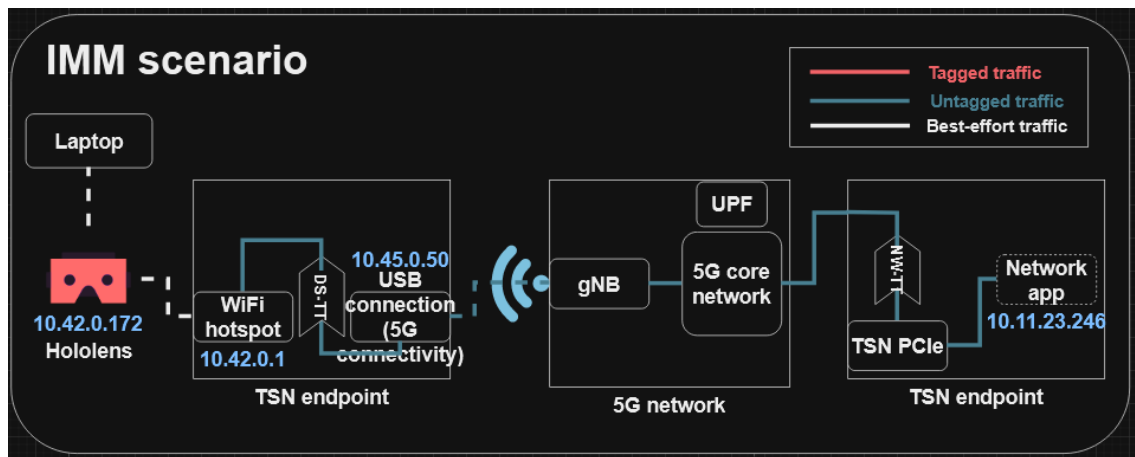 IMM scenario
Tagged traffic
Untagged traffic
Best-effort traffic
Laptop
10.42.0.172
Hololens
WiFi
hotspot
10.42.0.1
DS-TT
10.45.0.50
USB
connection
(5G
connectivity)
TSN endpoint
gNB
UPF
5G core
network
5G network
NW-TT
TSN PCIe
Network
app
10.11.23.246
TSN endpoint